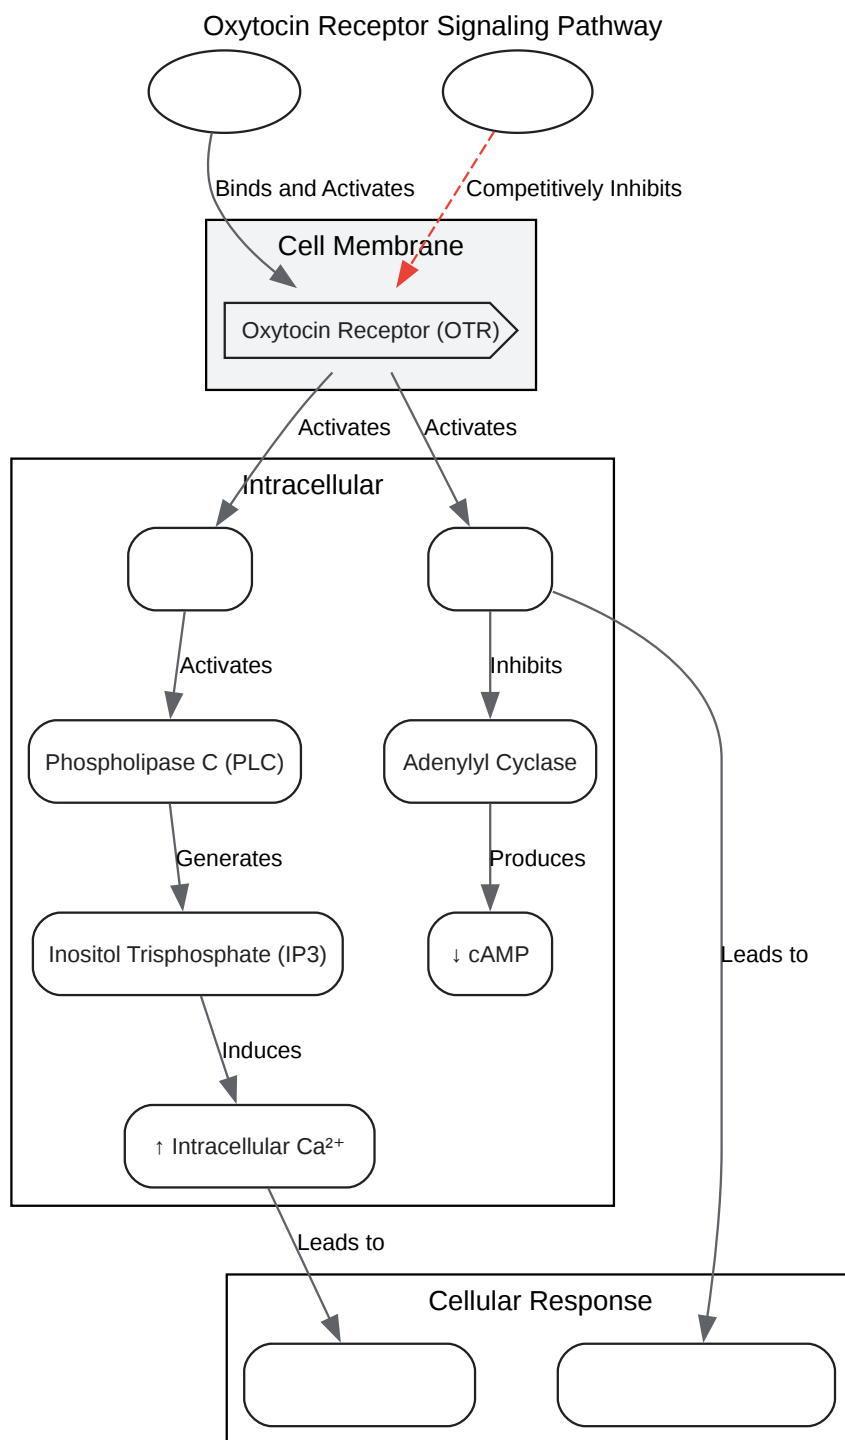 Oxytocin Receptor Signaling Pathway
Binds and Activates
Competitively Inhibits
Cell Membrane
Oxytocin Receptor (OTR)
Activates
Activates
Intracellular
Activates
Inhibits
Phospholipase C (PLC)
Adenylyl Cyclase
Generates
Produces
Inositol Trisphosphate (IP3)
↓ cAMP
Leads to
Induces
↑ Intracellular Ca²⁺
Leads to
Cellular Response